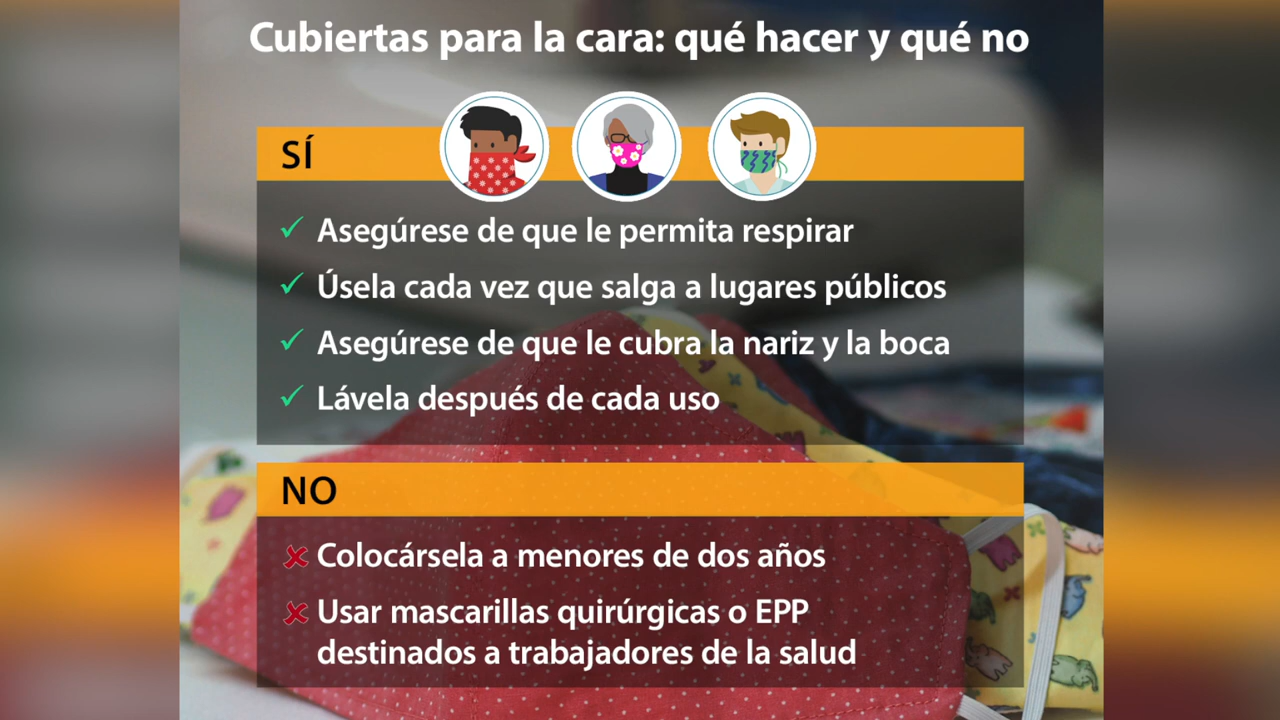 Cubiertas para la cara: qué hacer y qué no
SÍ
Asegúrese de que le permita respirar
Úsela cada vez que salga a lugares públicos
Asegúrese de que le cubra la nariz y la boca
Lávela después de cada uso
NO
Colocársela a menores de dos años
Usar mascarillas quirúrgicas o EPP
destinados a trabajadores de la salud